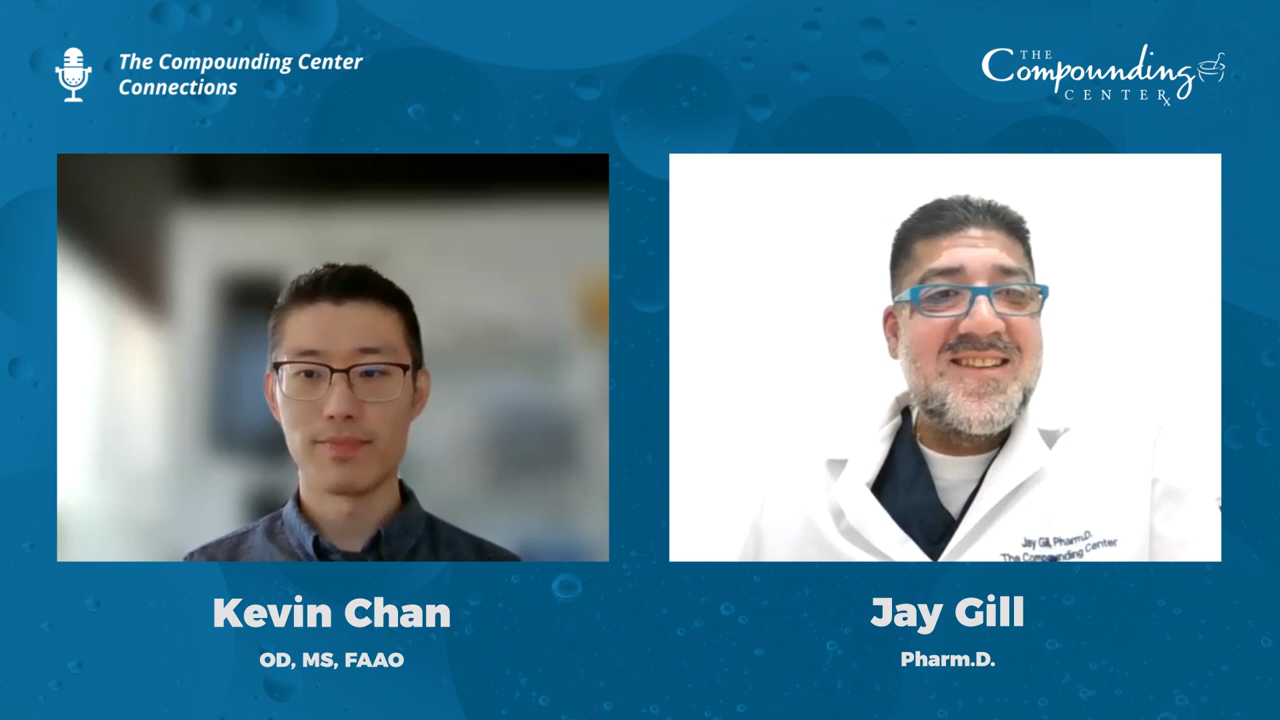 The Compounding Center
Connections
THE
Compounding
CENTER Rx
Jay Gill, Pharm.D.
The Compounding Center
Kevin Chan
Jay Gill
OD, MS, FAAO
Pharm.D.